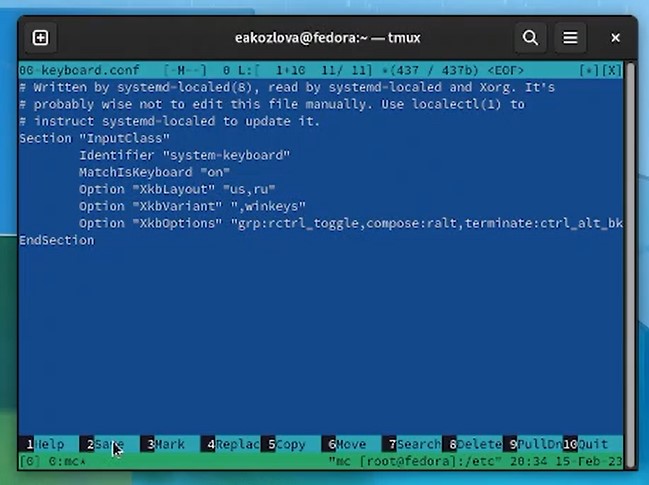 eakozlova@fedora:~ — tmux
00-keyboard.conf [-M--] 0 L:[ 1+10 11/ 11] *(437 / 437b) <EOF> [*][X]
# Written by systemd-localed(8), read by systemd-localed and Xorg. It's
# probably wise not to edit this file manually. Use localectl(1) to
# instruct systemd-localed to update it.
Section "InputClass"
Identifier "system-keyboard"
MatchIsKeyboard "on"
Option "XkbLayout" "us,ru"
Option "XkbVariant" ",winkeys"
Option "XkbOptions" "grp:rctrl_toggle,compose:ralt,terminate:ctrl_alt_bk
EndSection
1Help 2Save 3Mark 4Replac 5Copy 6Move 7Search 8Delete 9PullDn 10Quit
[0] 0:mc* "mc [root@fedora]:/etc" 20:34 15-Feb-23